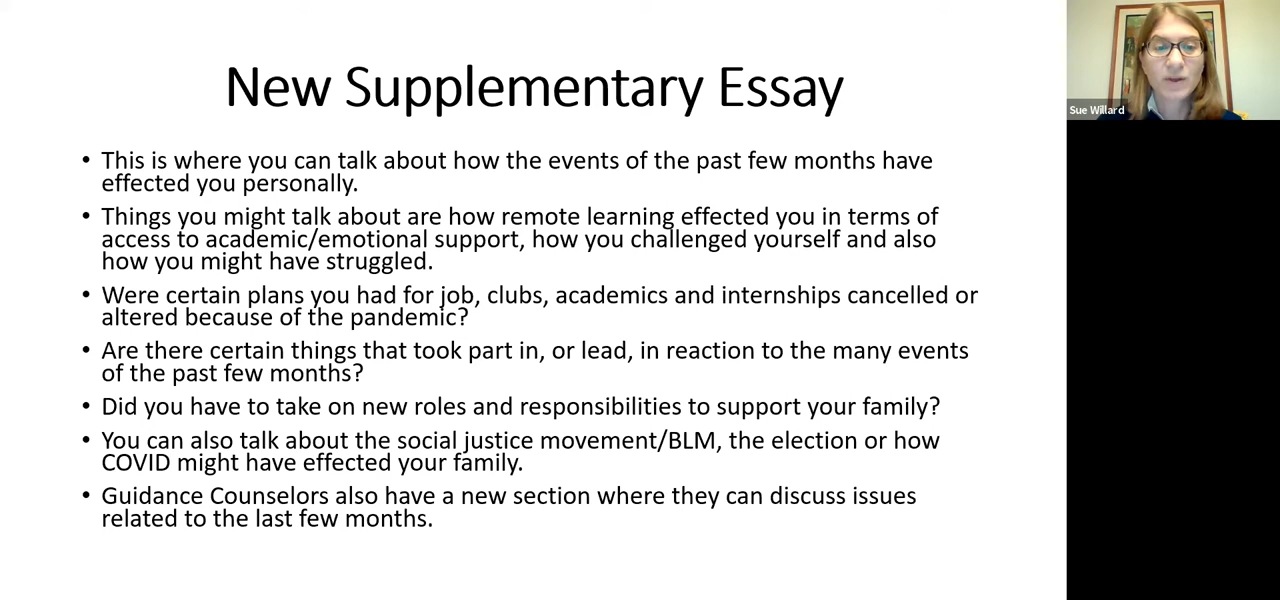 New Supplementary Essay
• This is where you can talk about how the events of the past few months have
effected you personally.
• Things you might talk about are how remote learning effected you in terms of
access to academic/emotional support, how you challenged yourself and also
how you might have struggled.
• Were certain plans you had for job, clubs, academics and internships cancelled or
altered because of the pandemic?
• Are there certain things that took part in, or lead, in reaction to the many events
of the past few months?
• Did you have to take on new roles and responsibilities to support your family?
• You can also talk about the social justice movement/BLM, the election or how
COVID might have effected your family.
• Guidance Counselors also have a new section where they can discuss issues
related to the last few months.
Sue Willard